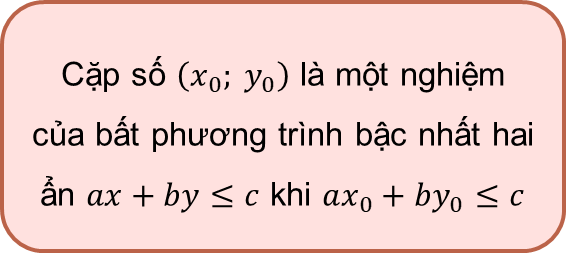 Cặp số (𝑥₀; 𝑦₀) là một nghiệm
của bất phương trình bậc nhất hai
ẩn 𝑎𝑥 + 𝑏𝑦 ≤ 𝑐 khi 𝑎𝑥₀ + 𝑏𝑦₀ ≤ 𝑐